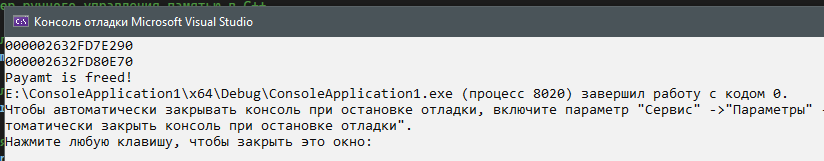 ер ручного управления памятью в C++
Консоль отладки Microsoft Visual Studio
000002632FD7E290
000002632FD80E70
Payamt is freed!
E:\ConsoleApplication1\x64\Debug\ConsoleApplication1.exe (процесс 8020) завершил работу с кодом 0.
Чтобы автоматически закрывать консоль при остановке отладки, включите параметр "Сервис" ->"Параметры" -
томатически закрыть консоль при остановке отладки".
Нажмите любую клавишу, чтобы закрыть это окно: